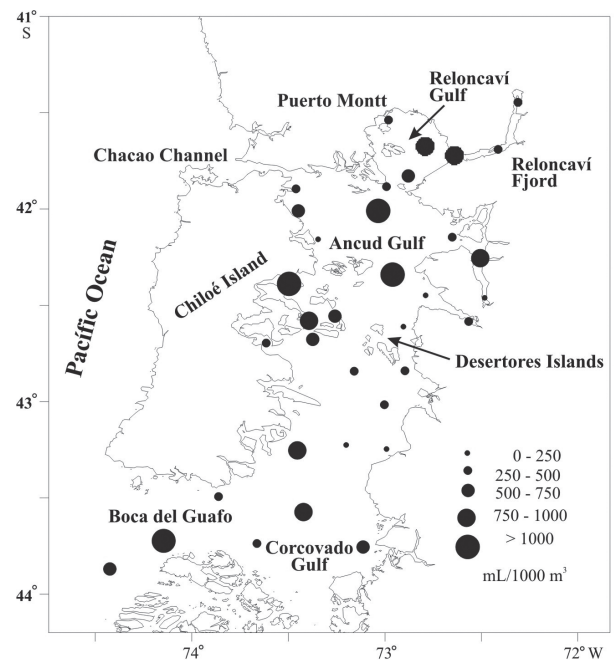 41°
S
Reloncaví
Gulf
Puerto Montt
Chacao Channel
Reloncaví
Fjord
42°
Ancud Gulf
Chiloé Island
Pacífic Ocean
Desertores Islands
43°
0 - 250
250 - 500
500 - 750
750 - 1000
> 1000
mL/1000 m³
Boca del Guafo
Corcovado
Gulf
44°
74° 73° 72° W